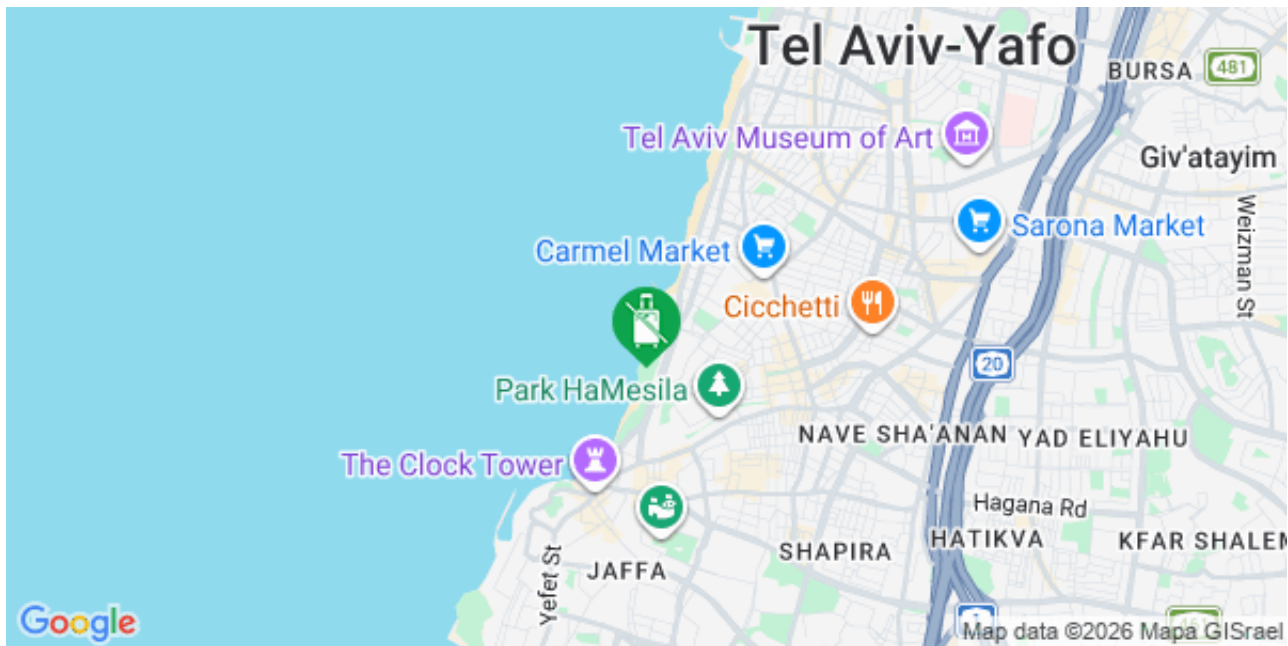 Tel Aviv-Yafo
BURSA
481
Tel Aviv Museum of Art
Giv'atayim
Weizman St
Sarona Market
Carmel Market
Cicchetti
20
Park HaMesila
NAVE SHA'ANAN
YAD ELIYAHU
The Clock Tower
Hagana Rd
HATIKVA
KFAR SHALEM
SHAPIRA
JAFFA
Yefet St
1
461
Google
Map data ©2026 Mapa GISrael